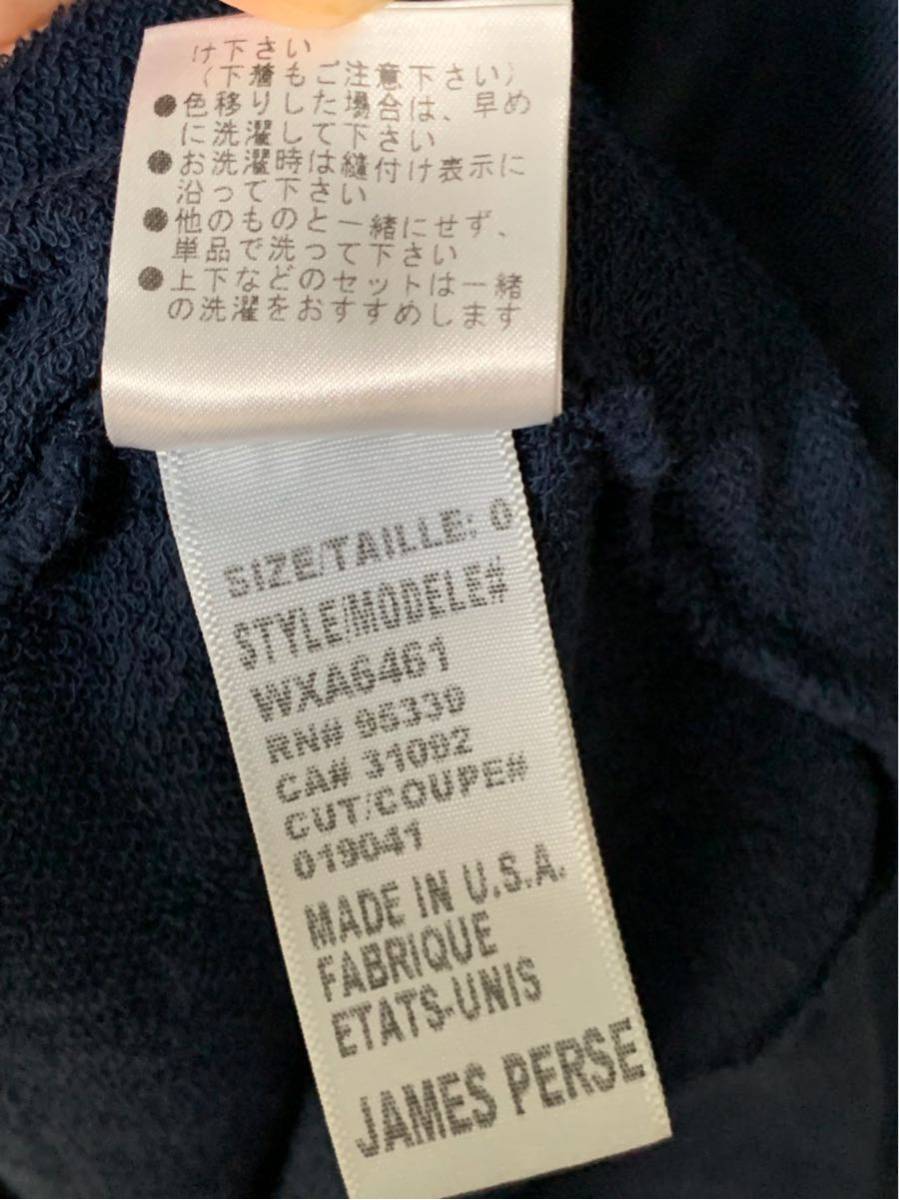 け下さい
(下着もご注意下さい)
●色移りした場合は、早め
に洗濯して下さい
●お洗濯時は縫付け表示に
沿って下さい
●他のものと一緒にせず、
単品で洗って下さい
●上下などのセットは一緒
の洗濯をおすすめします
SIZE/TAILLE: 0
STYLE/MODELE#
WXA6461
RN# 95339
CA# 31092
CUT/COUPE#
019041
MADE IN U.S.A.
FABRIQUE
ETATS-UNIS
JAMES PERSE